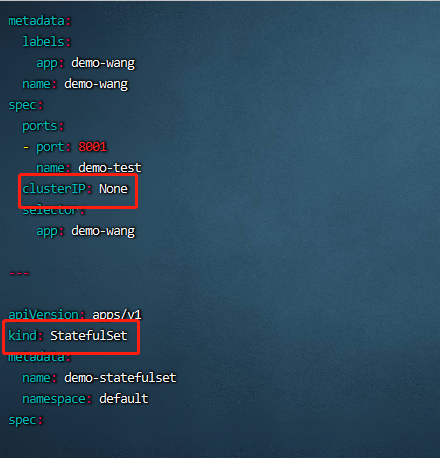 metadata:
  labels:
    app: demo-wang
  name: demo-wang
spec:
  ports:
  - port: 8001
    name: demo-test
  clusterIP: None
  selector:
    app: demo-wang
---
apiVersion: apps/v1
kind: StatefulSet
metadata:
  name: demo-statefulset
  namespace: default
spec: